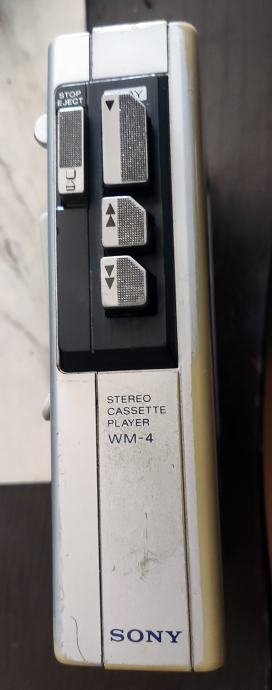 STOP
EJECT
STEREO
CASSETTE
PLAYER
WM-4
SONY